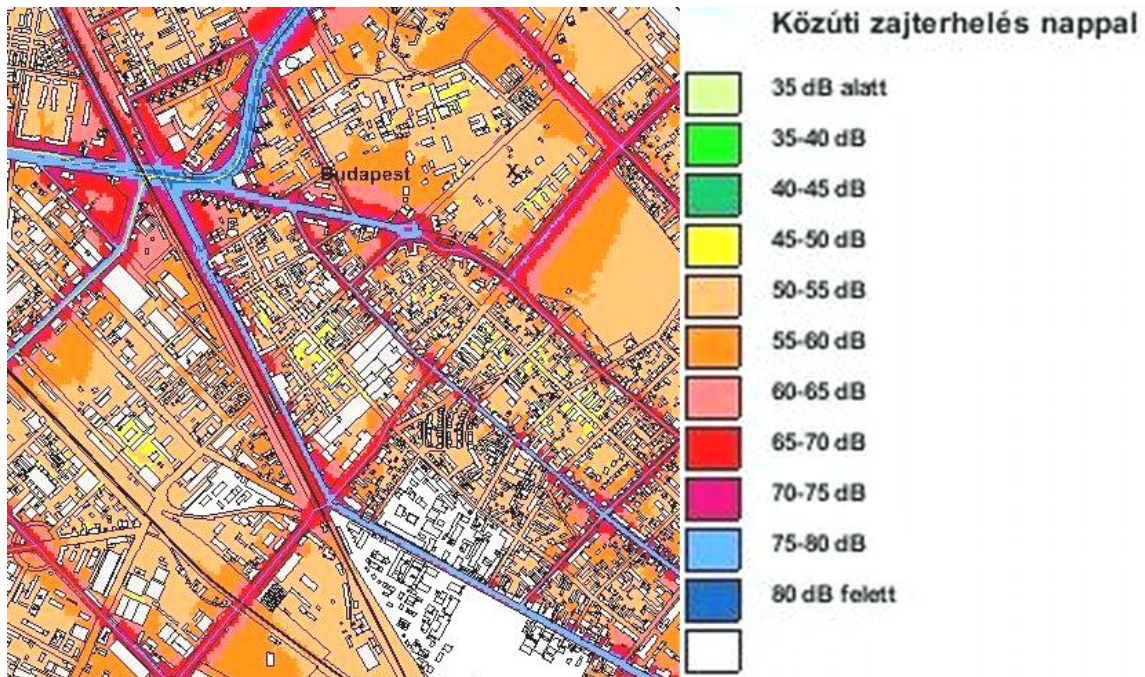 Budapest
X
Közúti zajterhelés nappal
35 dB alatt
35-40 dB
40-45 dB
45-50 dB
50-55 dB
55-60 dB
60-65 dB
65-70 dB
70-75 dB
75-80 dB
80 dB felett